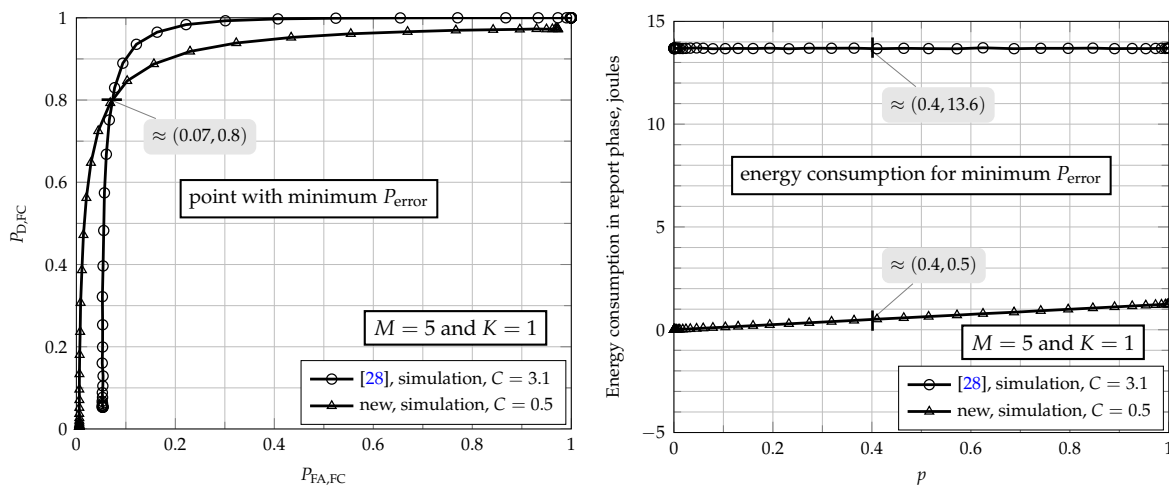 1
0.8
0.6
0.4
0.2
0
P_D,FC
≈ (0.07, 0.8)
point with minimum P_error
M = 5 and K = 1
[28], simulation, C = 3.1
new, simulation, C = 0.5
0
0.2
0.4
0.6
0.8
1
P_FA,FC
15
10
5
0
−5
Energy consumption in report phase, joules
≈ (0.4, 13.6)
energy consumption for minimum P_error
≈ (0.4, 0.5)
M = 5 and K = 1
[28], simulation, C = 3.1
new, simulation, C = 0.5
0
0.2
0.4
0.6
0.8
1
p